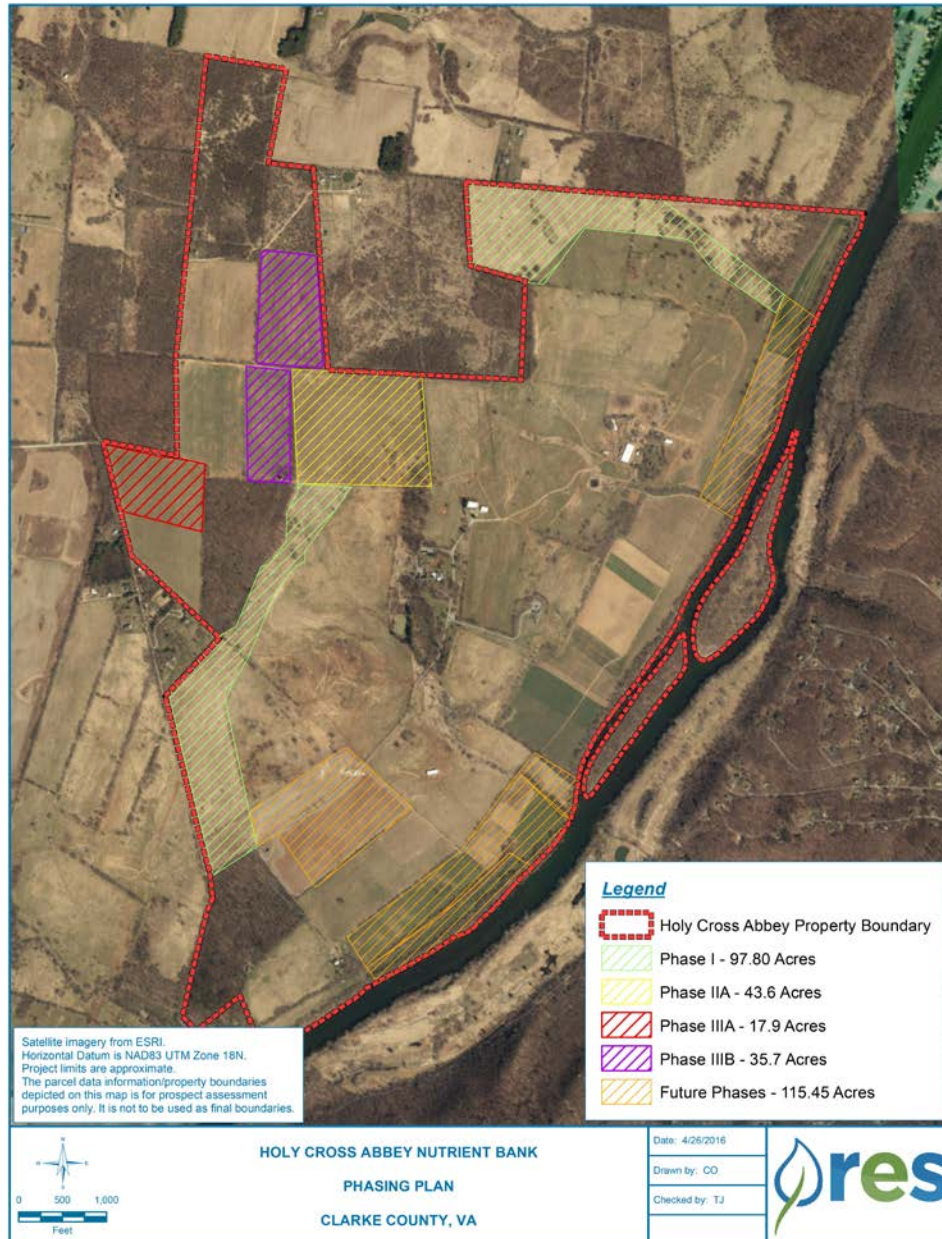 Legend
Holy Cross Abbey Property Boundary
Phase I - 97.80 Acres
Phase IIA - 43.6 Acres
Phase IIIA - 17.9 Acres
Phase IIIB - 35.7 Acres
Future Phases - 115.45 Acres
Satellite imagery from ESRI.
Horizontal Datum is NAD83 UTM Zone 18N.
Project limits are approximate.
The parcel data information/property boundaries
depicted on this map is for prospect assessment
purposes only. It is not to be used as final boundaries.
N
W E
S
0 500 1,000
Feet
HOLY CROSS ABBEY NUTRIENT BANK
PHASING PLAN
CLARKE COUNTY, VA
Date: 4/26/2016
Drawn by: CO
Checked by: TJ
res